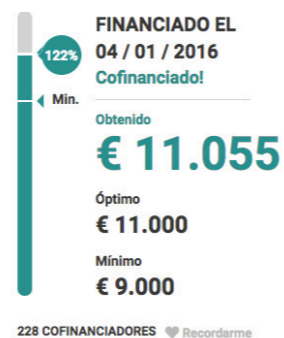 FINANCIADO EL
04 / 01 / 2016
Cofinanciado!
122%
Min.
Obtenido
€ 11.055
Óptimo
€ 11.000
Mínimo
€ 9.000
228 COFINANCIADORES Recordarme